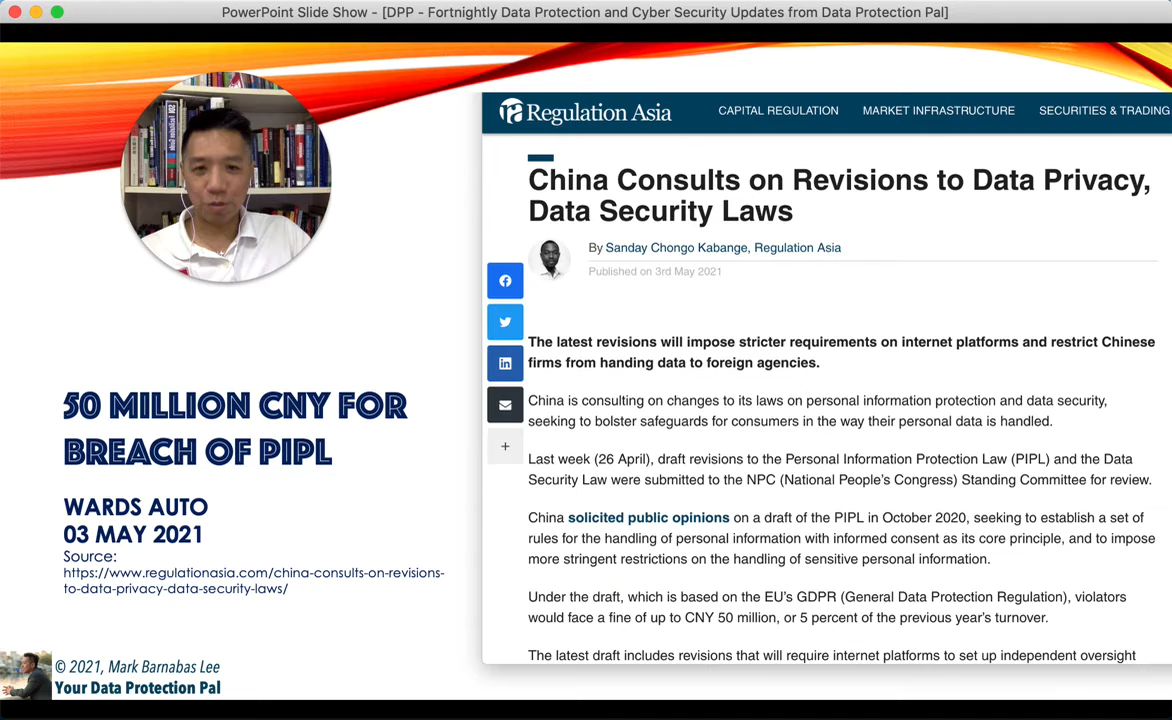 PowerPoint Slide Show - [DPP - Fortnightly Data Protection and Cyber Security Updates from Data Protection Pal]
Regulation Asia
CAPITAL REGULATION MARKET INFRASTRUCTURE SECURITIES & TRADING
China Consults on Revisions to Data Privacy,
Data Security Laws
By Sanday Chongo Kabange, Regulation Asia
Published on 3rd May 2021
The latest revisions will impose stricter requirements on internet platforms and restrict Chinese
firms from handing data to foreign agencies.
China is consulting on changes to its laws on personal information protection and data security,
seeking to bolster safeguards for consumers in the way their personal data is handled.
Last week (26 April), draft revisions to the Personal Information Protection Law (PIPL) and the Data
Security Law were submitted to the NPC (National People's Congress) Standing Committee for review.
China solicited public opinions on a draft of the PIPL in October 2020, seeking to establish a set of
rules for the handling of personal information with informed consent as its core principle, and to impose
more stringent restrictions on the handling of sensitive personal information.
Under the draft, which is based on the EU's GDPR (General Data Protection Regulation), violators
would face a fine of up to CNY 50 million, or 5 percent of the previous year's turnover.
The latest draft includes revisions that will require internet platforms to set up independent oversight
50 MILLION CNY FOR
BREACH OF PIPL
WARDS AUTO
03 MAY 2021
Source:
https://www.regulationasia.com/china-consults-on-revisions-
to-data-privacy-data-security-laws/
© 2021, Mark Barnabas Lee
Your Data Protection Pal